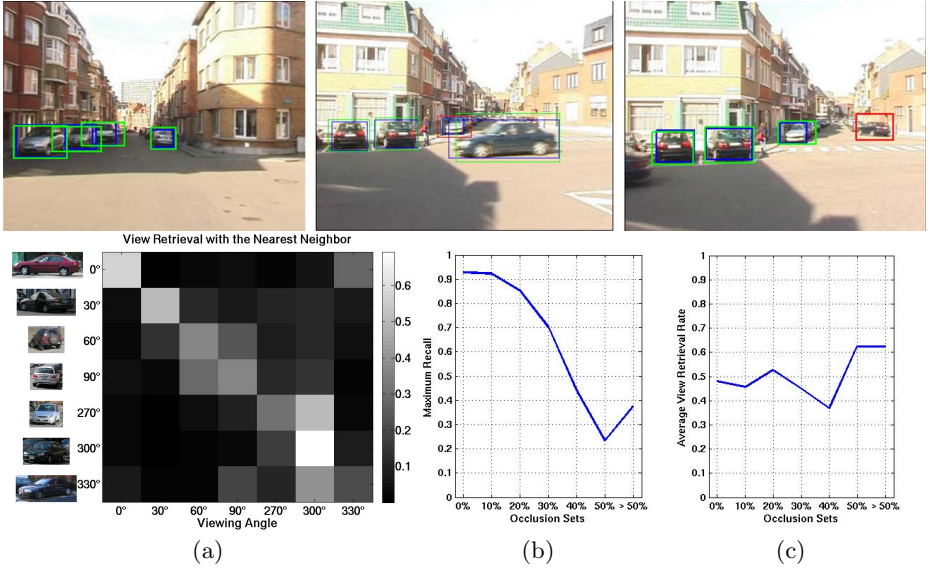 View Retrieval with the Nearest Neighbor
0°
30°
60°
90°
270°
300°
330°
0° 30° 60° 90° 270° 300° 330°
Viewing Angle
0.6
0.5
0.4
0.3
0.2
0.1
(a)
Maximum Recall
1
0.9
0.8
0.7
0.6
0.5
0.4
0.3
0.2
0.1
0
0% 10% 20% 30% 40% 50% > 50%
Occlusion Sets
(b)
Average View Retrieval Rate
1
0.9
0.8
0.7
0.6
0.5
0.4
0.3
0.2
0.1
0
0% 10% 20% 30% 40% 50% > 50%
Occlusion Sets
(c)